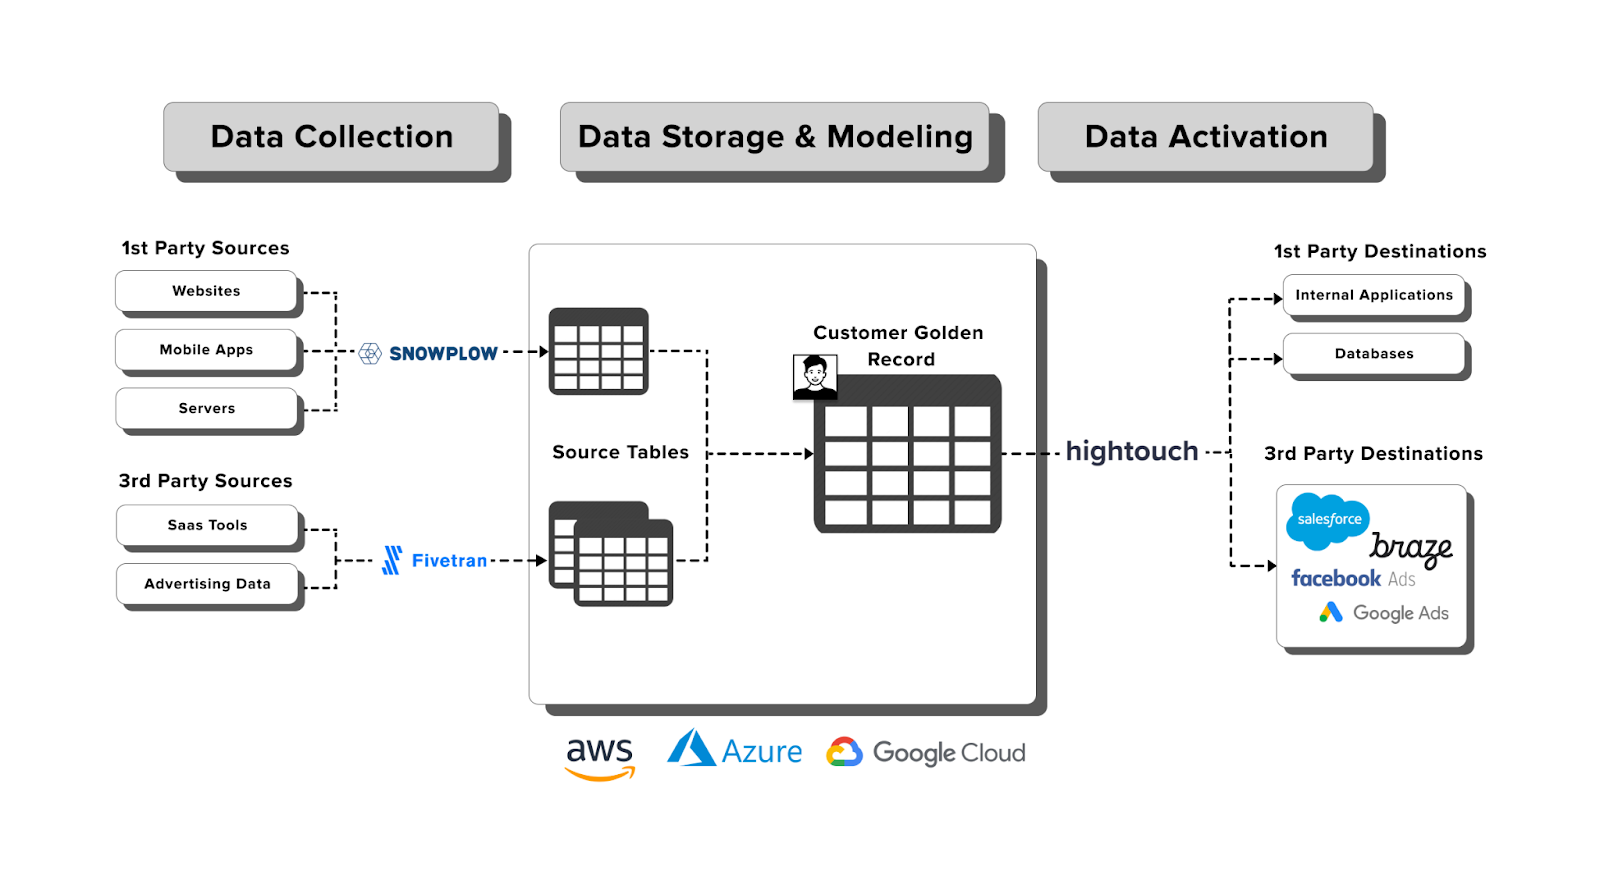 Data Collection
Data Storage & Modeling
Data Activation
1st Party Sources
Websites
Mobile Apps
Servers
SNOWPLOW
3rd Party Sources
Saas Tools
Advertising Data
Fivetran
Source Tables
Customer Golden
Record
hightouch
1st Party Destinations
Internal Applications
Databases
3rd Party Destinations
salesforce
braze
facebook Ads
Google Ads
aws
Azure
Google Cloud